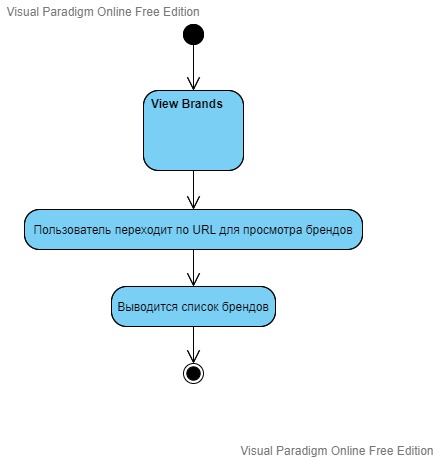 Visual Paradigm Online Free Edition
View Brands
Пользователь переходит по URL для просмотра брендов
Выводится список брендов
Visual Paradigm Online Free Edition